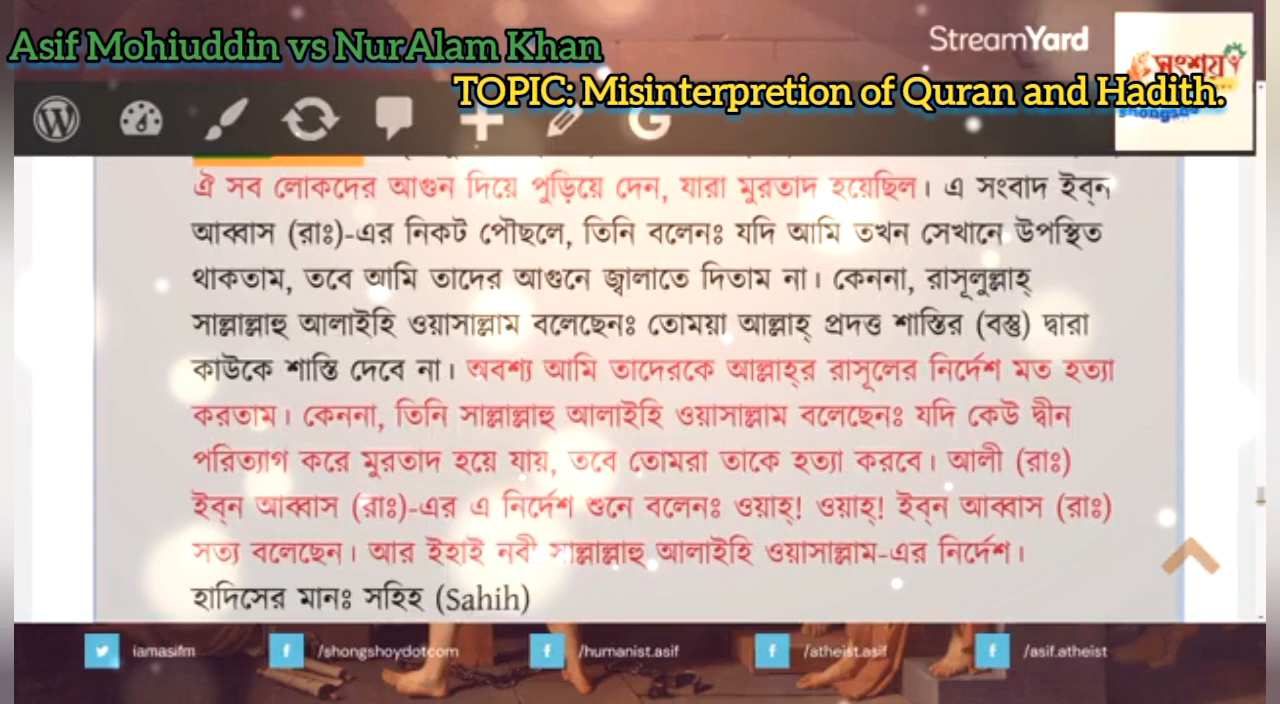 Asif Mohiuddin vs NurAlam Khan
StreamYard
সংশয়
TOPIC: Misinterpretion of Quran and Hadith.
ঐ সব লোকদের আগুন দিয়ে পুড়িয়ে দেন, যারা মুরতাদ হয়েছিল। এ সংবাদ ইব্‌ন
আব্বাস (রাঃ)-এর নিকট পৌছলে, তিনি বলেনঃ যদি আমি তখন সেখানে উপস্থিত
থাকতাম, তবে আমি তাদের আগুনে জ্বালাতে দিতাম না। কেননা, রাসূলুল্লাহ্
সাল্লাল্লাহু আলাইহি ওয়াসাল্লাম বলেছেনঃ তোময়া আল্লাহ্ প্রদত্ত শাস্তির (বস্তু) দ্বারা
কাউকে শাস্তি দেবে না। অবশ্য আমি তাদেরকে আল্লাহ্‌র রাসূলের নির্দেশ মত হত্যা
করতাম। কেননা, তিনি সাল্লাল্লাহু আলাইহি ওয়াসাল্লাম বলেছেনঃ যদি কেউ দ্বীন
পরিত্যাগ করে মুরতাদ হয়ে যায়, তবে তোমরা তাকে হত্যা করবে। আলী (রাঃ)
ইব্‌ন আব্বাস (রাঃ)-এর এ নির্দেশ শুনে বলেনঃ ওয়াহ্! ওয়াহ্! ইব্‌ন আব্বাস (রাঃ)
সত্য বলেছেন। আর ইহাই নবী সাল্লাল্লাহু আলাইহি ওয়াসাল্লাম-এর নির্দেশ।
হাদিসের মানঃ সহিহ (Sahih)
iamasifm
/shongshoydotcom
/humanist.asif
/atheist.asif
/asif.atheist